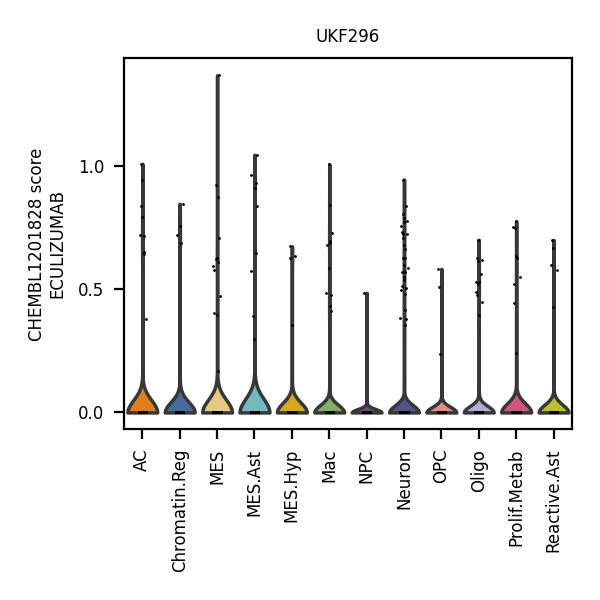 UKF296
CHEMBL1201828 score
ECULIZUMAB
1.0
0.5
0.0
AC
Chromatin.Reg
MES
MES.Ast
MES.Hyp
Mac
NPC
Neuron
OPC
Oligo
Prolif.Metab
Reactive.Ast